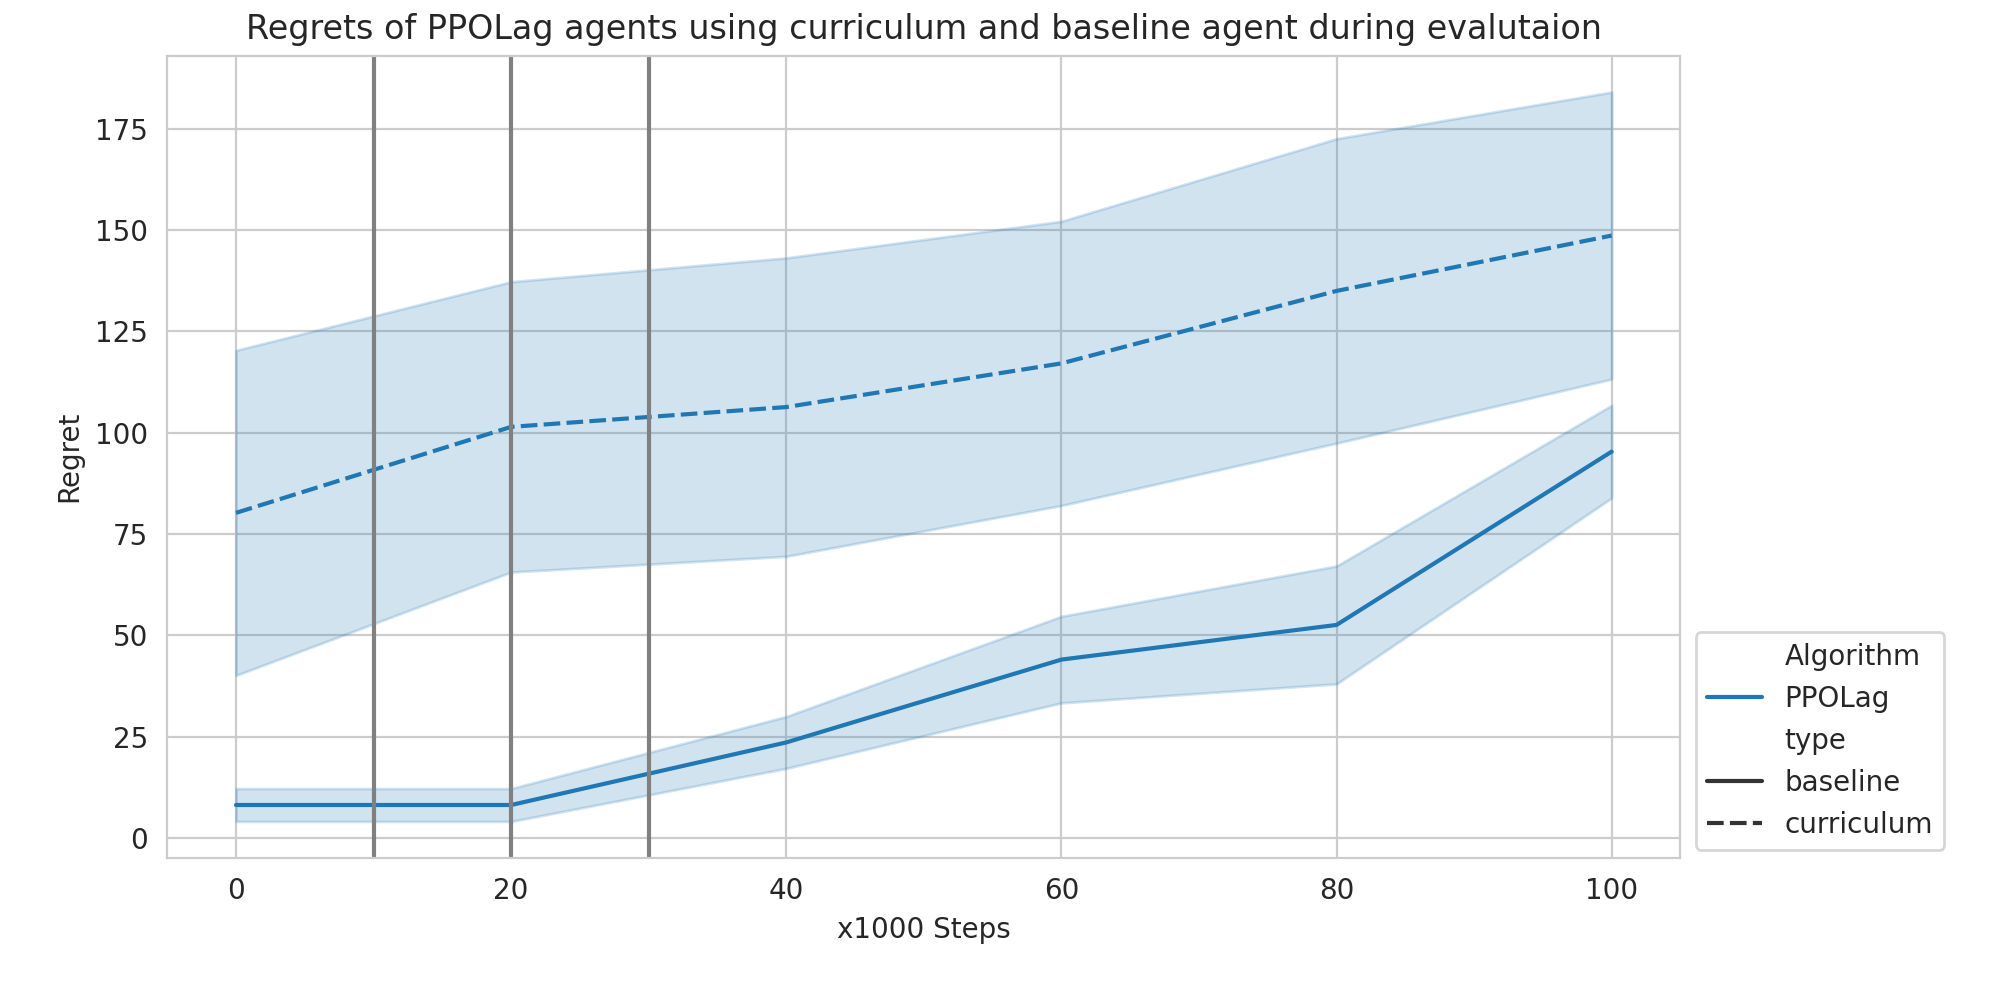 Regrets of PPOLag agents using curriculum and baseline agent during evalutaion
175
150
125
100
75
50
25
0
Regret
0 20 40 60 80 100
x1000 Steps
Algorithm
PPOLag
type
baseline
curriculum